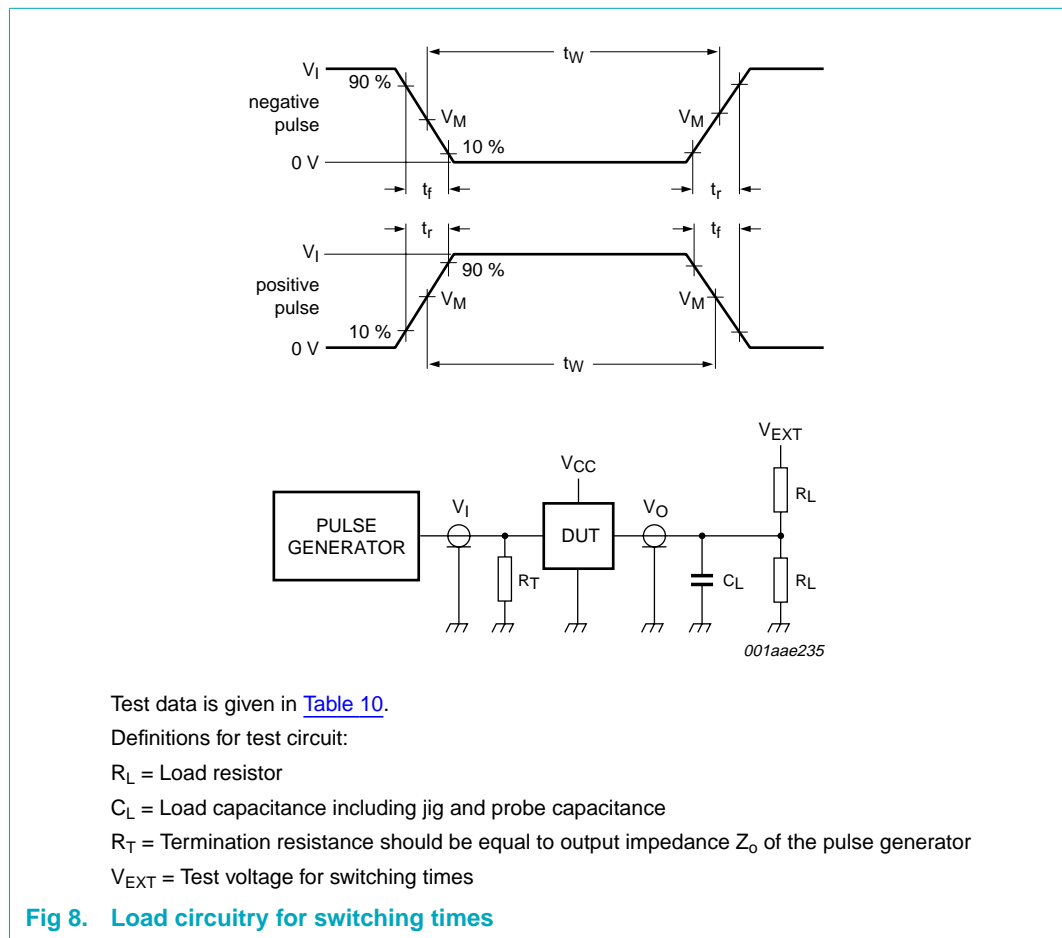 tW
VI
90 %
negative
pulse
VM
VM
10 %
0 V
tf
tr
tr
tf
VI
90 %
positive
pulse
VM
VM
10 %
0 V
tW
VEXT
VCC
RL
VI
VO
PULSE
GENERATOR
DUT
RT
CL
RL
001aae235
Test data is given in Table 10.
Definitions for test circuit:
RL = Load resistor
CL = Load capacitance including jig and probe capacitance
RT = Termination resistance should be equal to output impedance Zo of the pulse generator
VEXT = Test voltage for switching times
Fig 8. Load circuitry for switching times